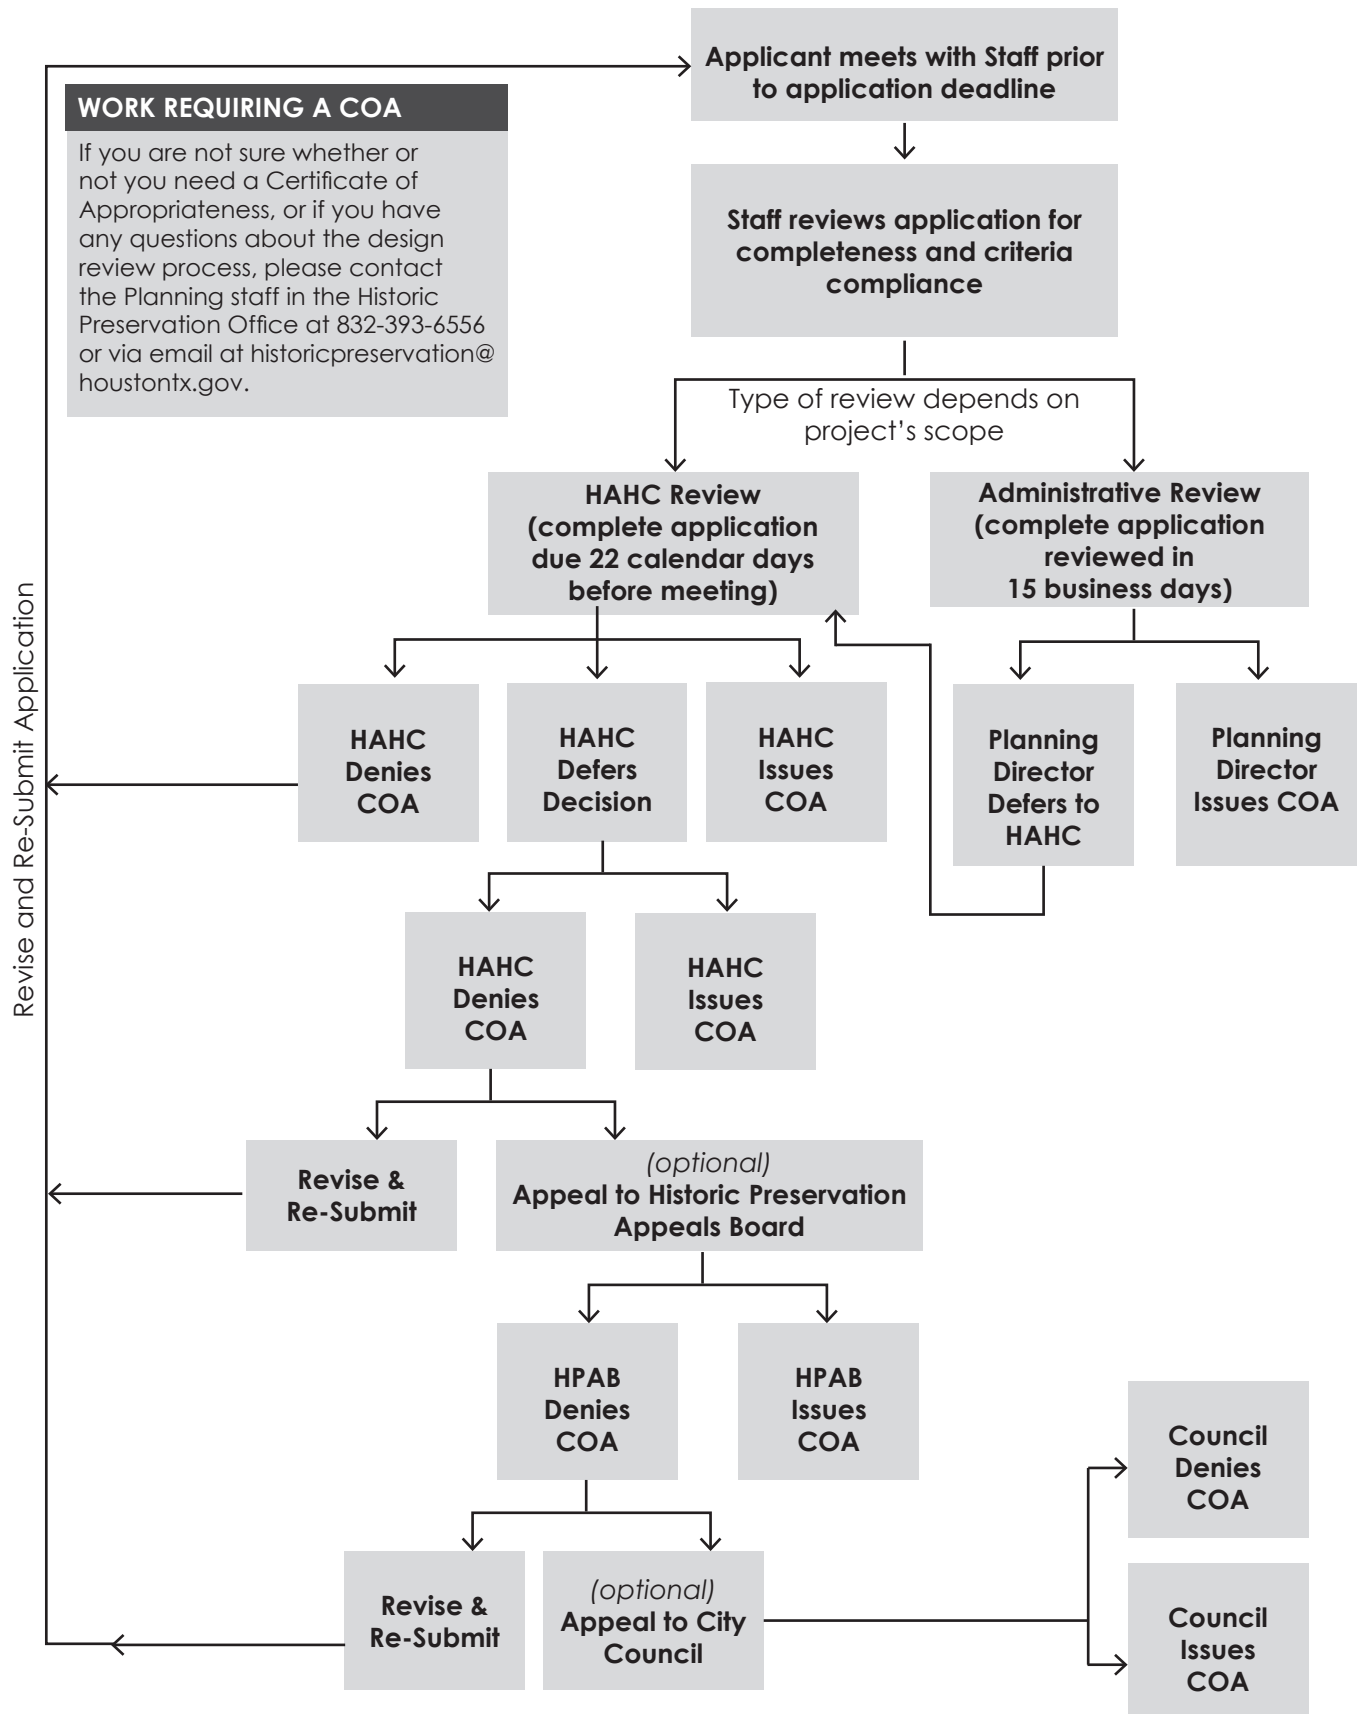 Applicant meets with Staff prior
to application deadline
WORK REQUIRING A COA
If you are not sure whether or
not you need a Certificate of
Appropriateness, or if you have
any questions about the design
review process, please contact
the Planning staff in the Historic
Preservation Office at 832-393-6556
or via email at historicpreservation@
houstontx.gov.
Staff reviews application for
completeness and criteria
compliance
Type of review depends on
project's scope
HAHC Review
(complete application
due 22 calendar days
before meeting)
Administrative Review
(complete application
reviewed in
15 business days)
Revise and Re-Submit Application
HAHC
Denies
COA
HAHC
Defers
Decision
HAHC
Issues
COA
Planning
Director
Defers to
HAHC
Planning
Director
Issues COA
HAHC
Denies
COA
HAHC
Issues
COA
Revise &
Re-Submit
(optional)
Appeal to Historic Preservation
Appeals Board
HPAB
Denies
COA
HPAB
Issues
COA
Revise &
Re-Submit
(optional)
Appeal to City
Council
Council
Denies
COA
Council
Issues
COA